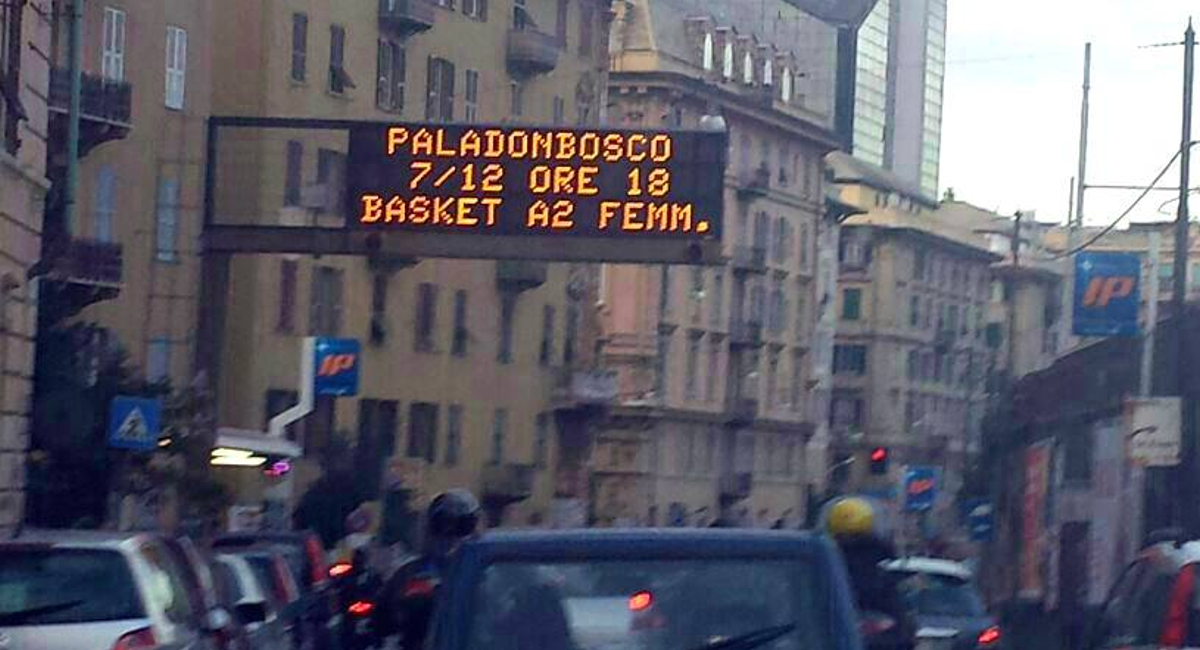 PALADONBOSCO
7/12 ORE 18
BASKET A2 FEMM.
IP
IP
IP